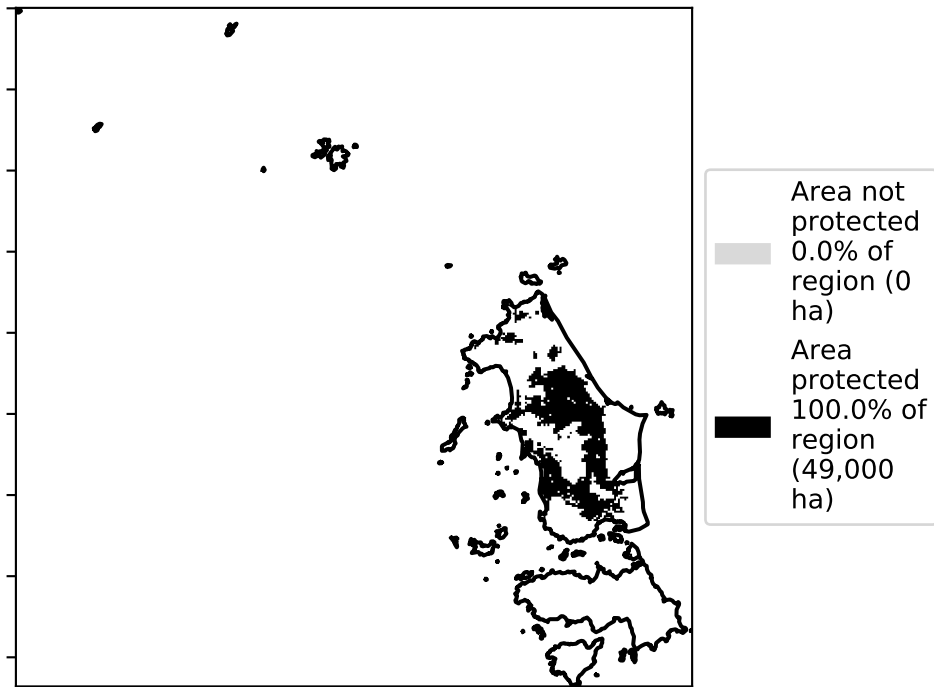 Area not
protected
0.0% of
region (0
ha)
Area
protected
100.0% of
region
(49,000
ha)